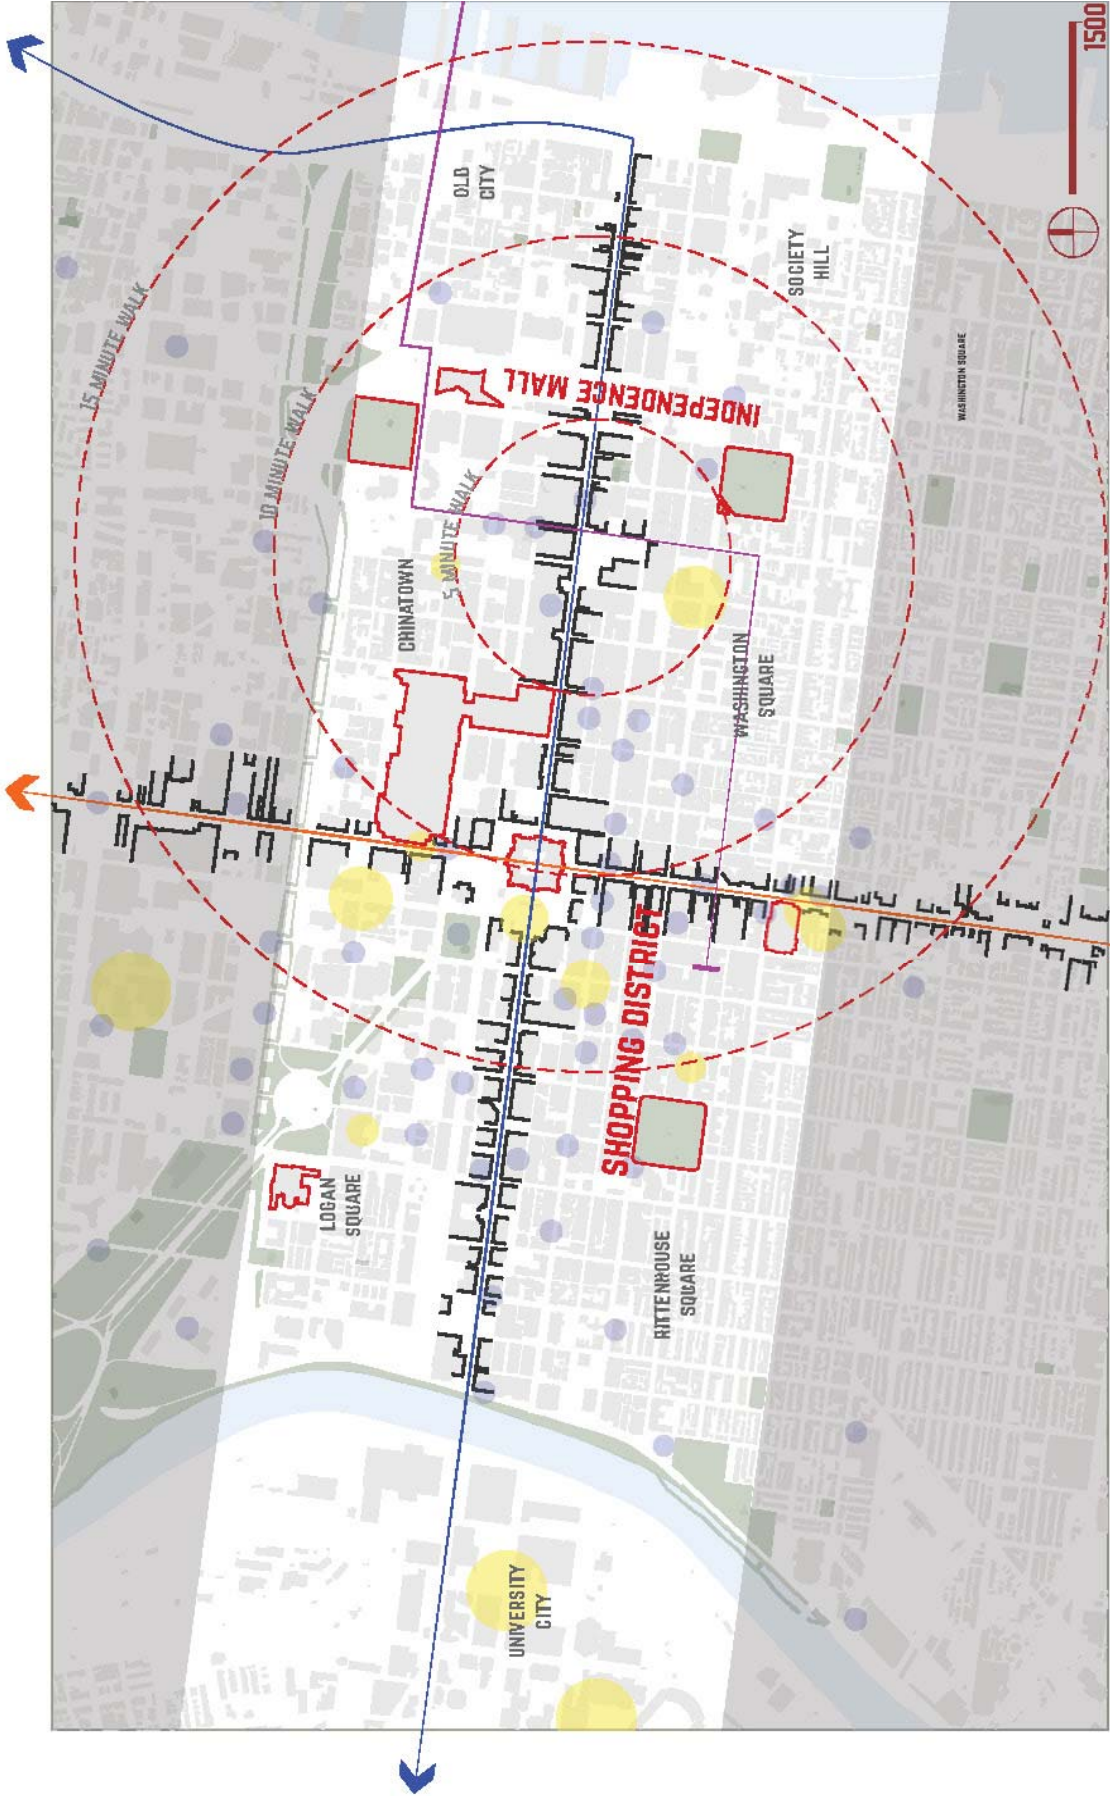 1500
OLD
CITY
SOCIETY
HILL
WASHINGTON SQUARE
15 MINUTE WALK
10 MINUTE WALK
5 MINUTE WALK
INDEPENDENCE MALL
CHINATOWN
WASHINGTON
SQUARE
SHOPPING DISTRICT
LOGAN
SQUARE
RITTENHOUSE
SQUARE
UNIVERSITY
CITY